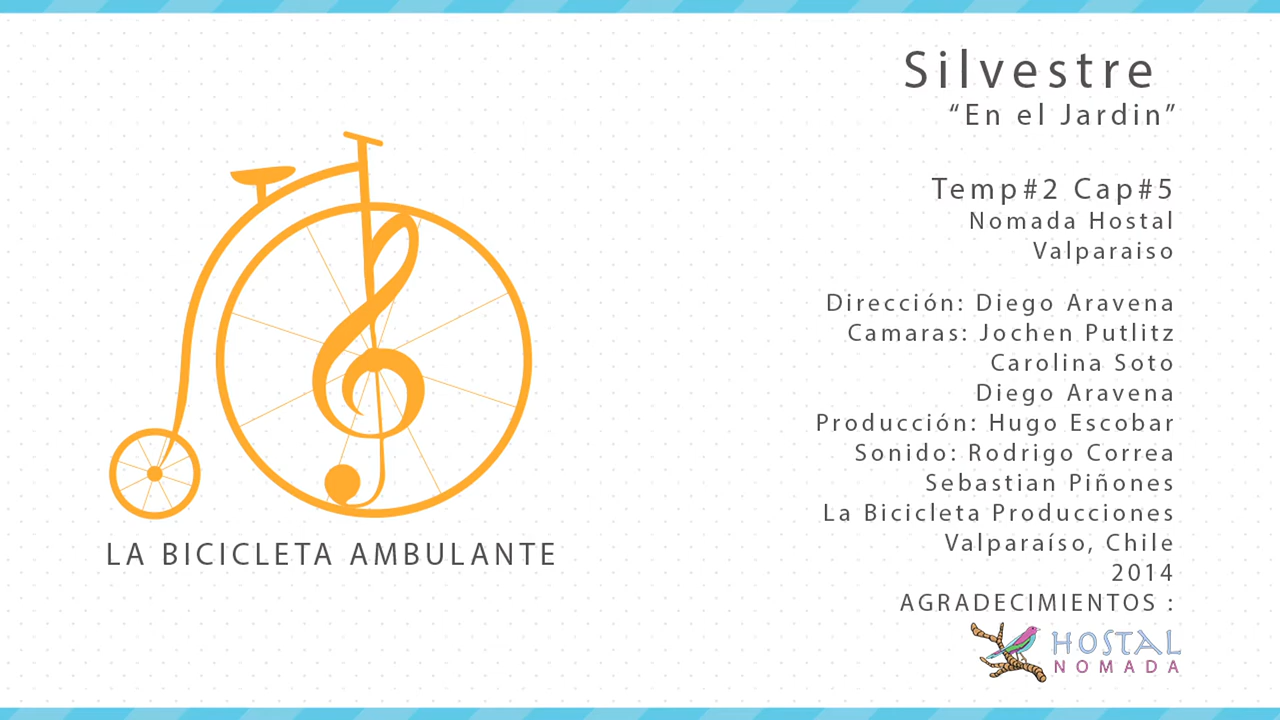 Silvestre
“En el Jardin”
Temp#2 Cap#5
Nomada Hostal
Valparaiso
Dirección: Diego Aravena
Camaras: Jochen Putlitz
Carolina Soto
Diego Aravena
Producción: Hugo Escobar
Sonido: Rodrigo Correa
Sebastian Piñones
La Bicicleta Producciones
Valparaíso, Chile
2014
AGRADECIMIENTOS :
HOSTAL
NOMADA
LA BICICLETA AMBULANTE